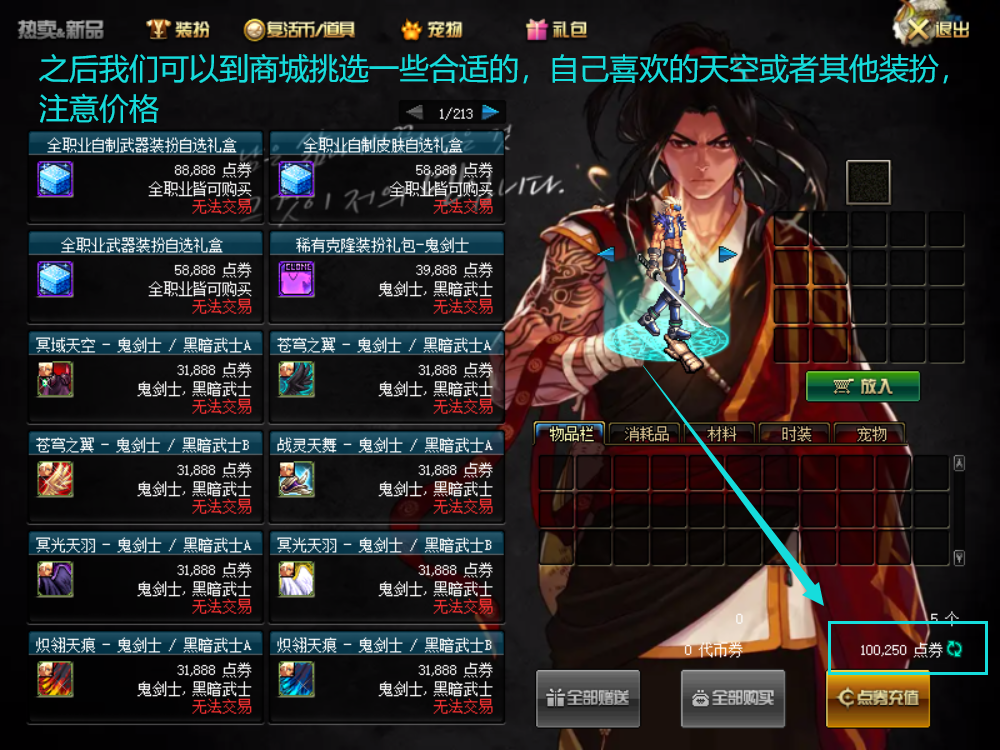 热卖&新品 装扮 复活币/道具 宠物 礼包 退出
之后我们可以到商城挑选一些合适的，自己喜欢的天空或者其他装扮，
注意价格
1/213
全职业自制武器装扮自选礼盒
88,888 点券
全职业皆可购买
无法交易
全职业自制皮肤自选礼盒
58,888 点券
全职业皆可购买
无法交易
全职业武器装扮自选礼盒
58,888 点券
全职业皆可购买
无法交易
稀有克隆装扮礼包-鬼剑士
CLONE
39,888 点券
鬼剑士, 黑暗武士
无法交易
冥域天空 - 鬼剑士 / 黑暗武士A
31,888 点券
鬼剑士, 黑暗武士
无法交易
苍穹之翼 - 鬼剑士 / 黑暗武士A
31,888 点券
鬼剑士, 黑暗武士
无法交易
苍穹之翼 - 鬼剑士 / 黑暗武士B
31,888 点券
鬼剑士, 黑暗武士
无法交易
战灵天舞 - 鬼剑士 / 黑暗武士A
31,888 点券
鬼剑士, 黑暗武士
无法交易
冥光天羽 - 鬼剑士 / 黑暗武士A
31,888 点券
鬼剑士, 黑暗武士
无法交易
冥光天羽 - 鬼剑士 / 黑暗武士B
31,888 点券
鬼剑士, 黑暗武士
无法交易
炽翎天痕 - 鬼剑士 / 黑暗武士A
31,888 点券
鬼剑士, 黑暗武士
无法交易
炽翎天痕 - 鬼剑士 / 黑暗武士B
31,888 点券
鬼剑士, 黑暗武士
无法交易
放入
物品栏 消耗品 材料 时装 宠物
0 5 个
0 代币券 100,250 点券
全部赠送 全部购买 点券充值